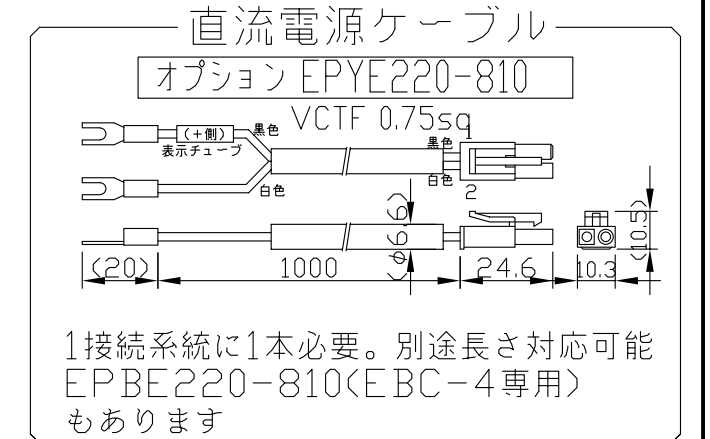 直流電源ケーブル
オプション EPYE220-810
VCTF 0.75sq
(+側)
黒色
表示チューブ
白色
黒色
1
白色
2
(φ6.6)
(10.5)
(20)
1000
24.6
10.3
1接続系統に1本必要。別途長さ対応可能
EPBE220-810(EBC-4専用)
もあります